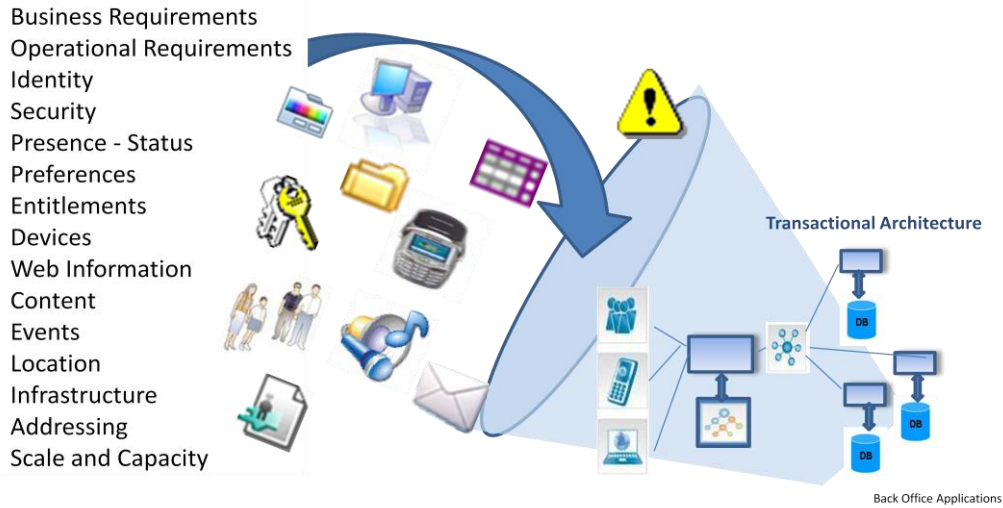 Business Requirements
Operational Requirements
Identity
Security
Presence - Status
Preferences
Entitlements
Devices
Web Information
Content
Events
Location
Infrastructure
Addressing
Scale and Capacity
Transactional Architecture
DB
DB
DB
Back Office Applications